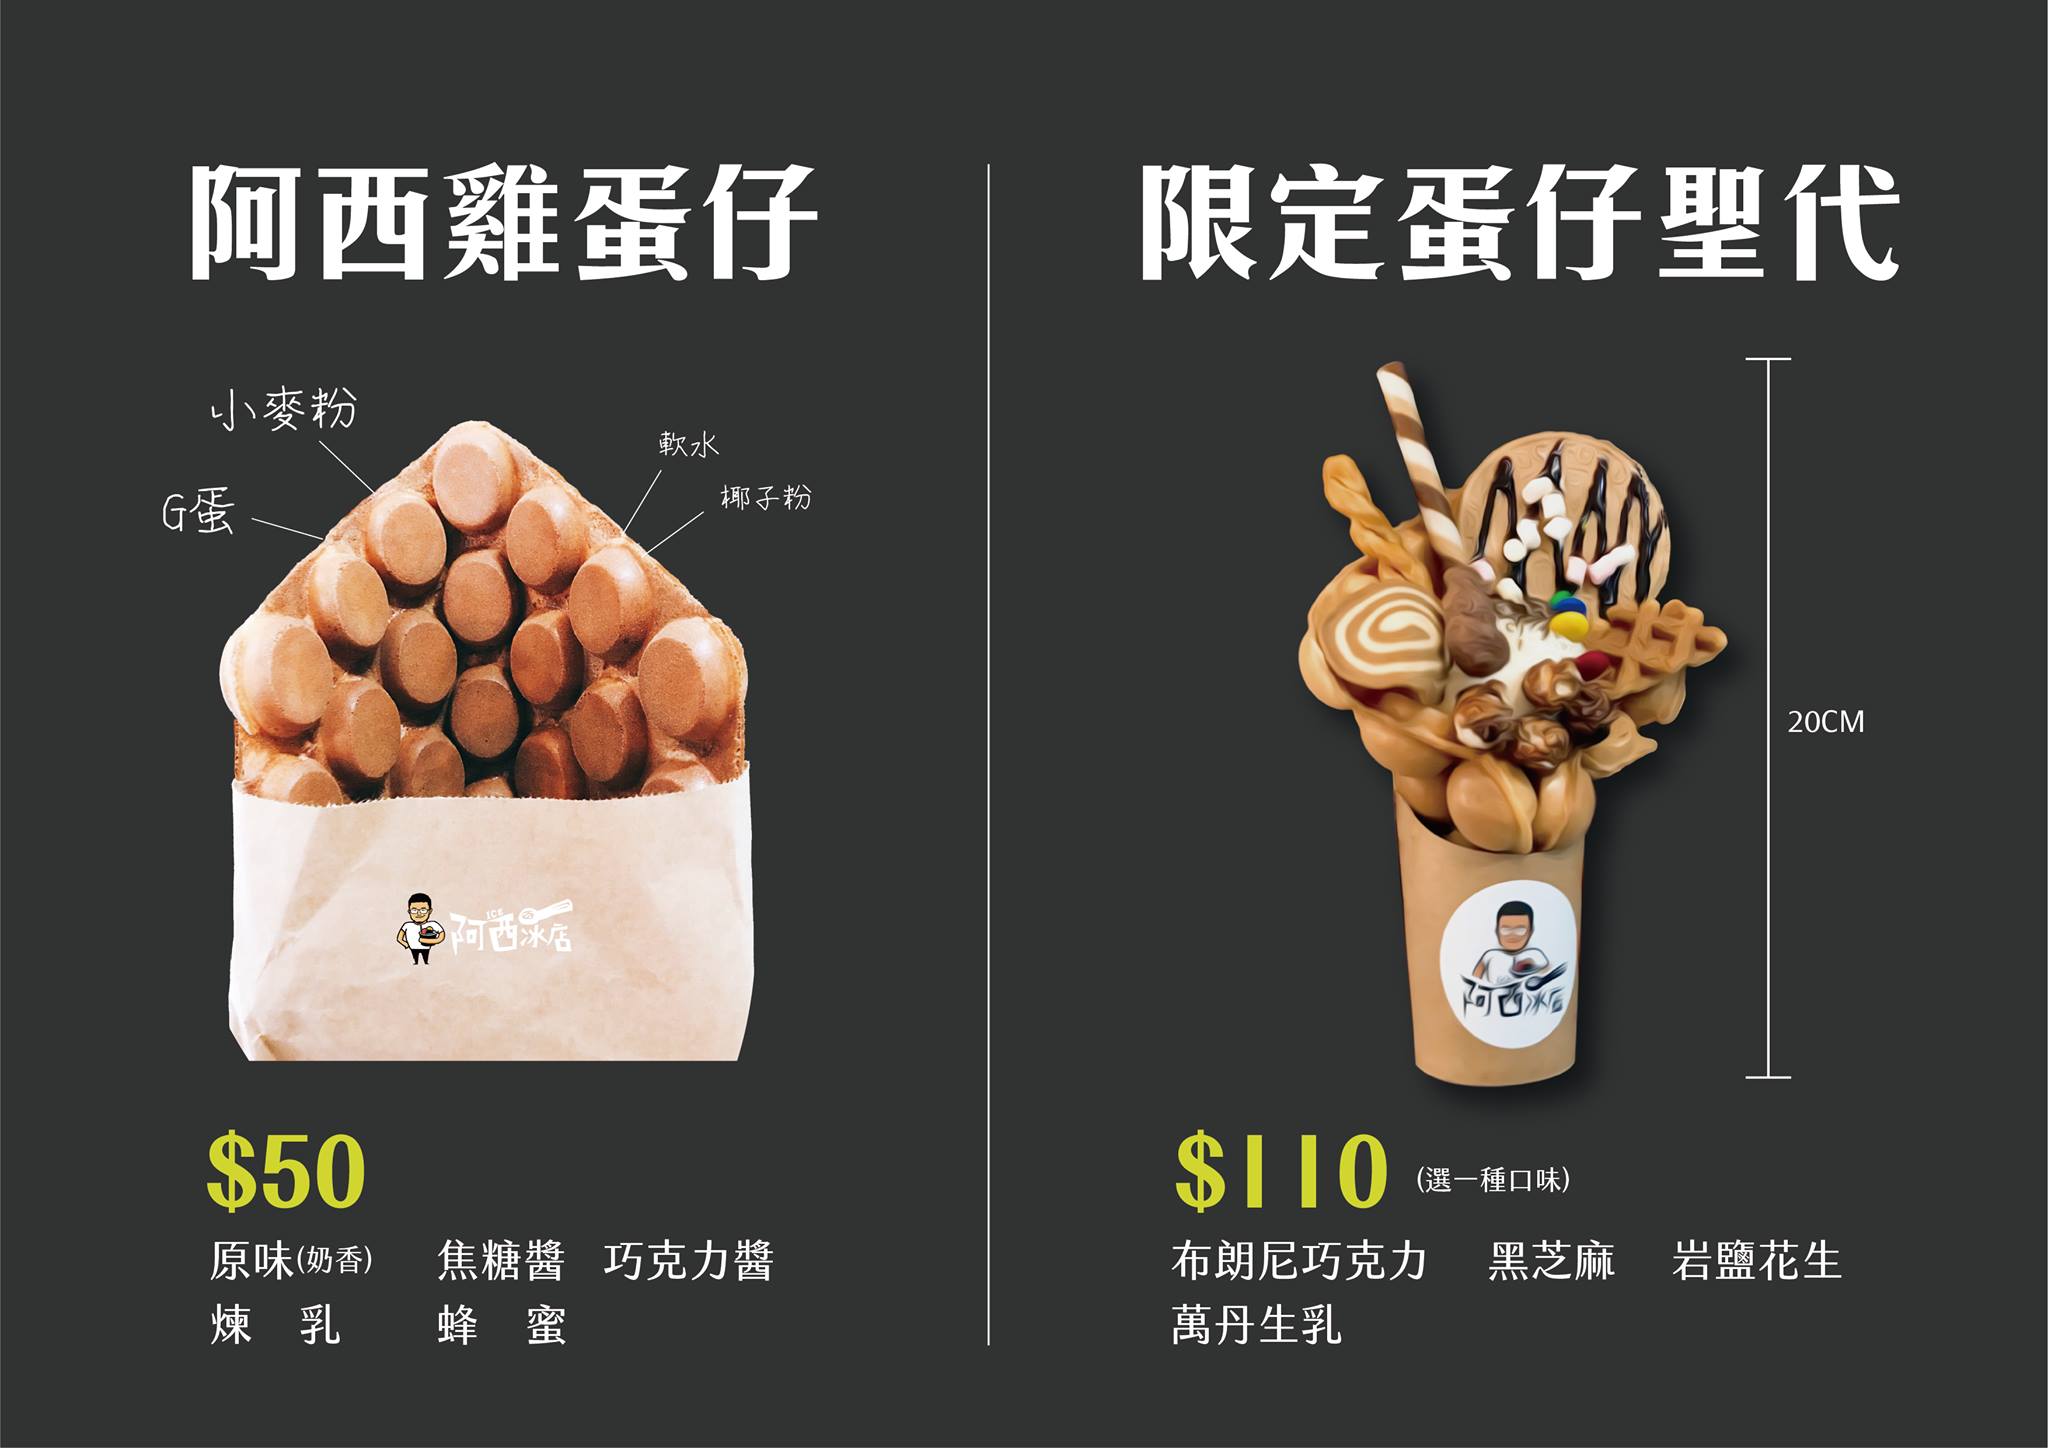 阿西雞蛋仔
小麥粉
G蛋
軟水
椰子粉
ICE
阿西冰店
$50
原味(奶香) 焦糖醬 巧克力醬
煉 乳 蜂 蜜
限定蛋仔聖代
20CM
阿西冰店
$110 (選一種口味)
布朗尼巧克力 黑芝麻 岩鹽花生
萬丹生乳